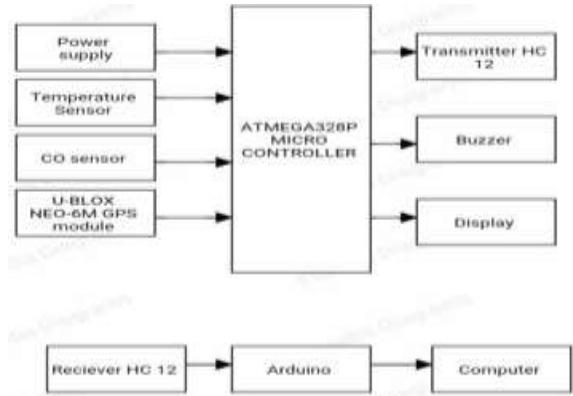 Power
supply
Temperature
Sensor
CO sensor
U-BLOX
NEO-6M GPS
module
ATMEGA328P
MICRO
CONTROLLER
Transmitter HC
12
Buzzer
Display
Reciever HC 12
Arduino
Computer